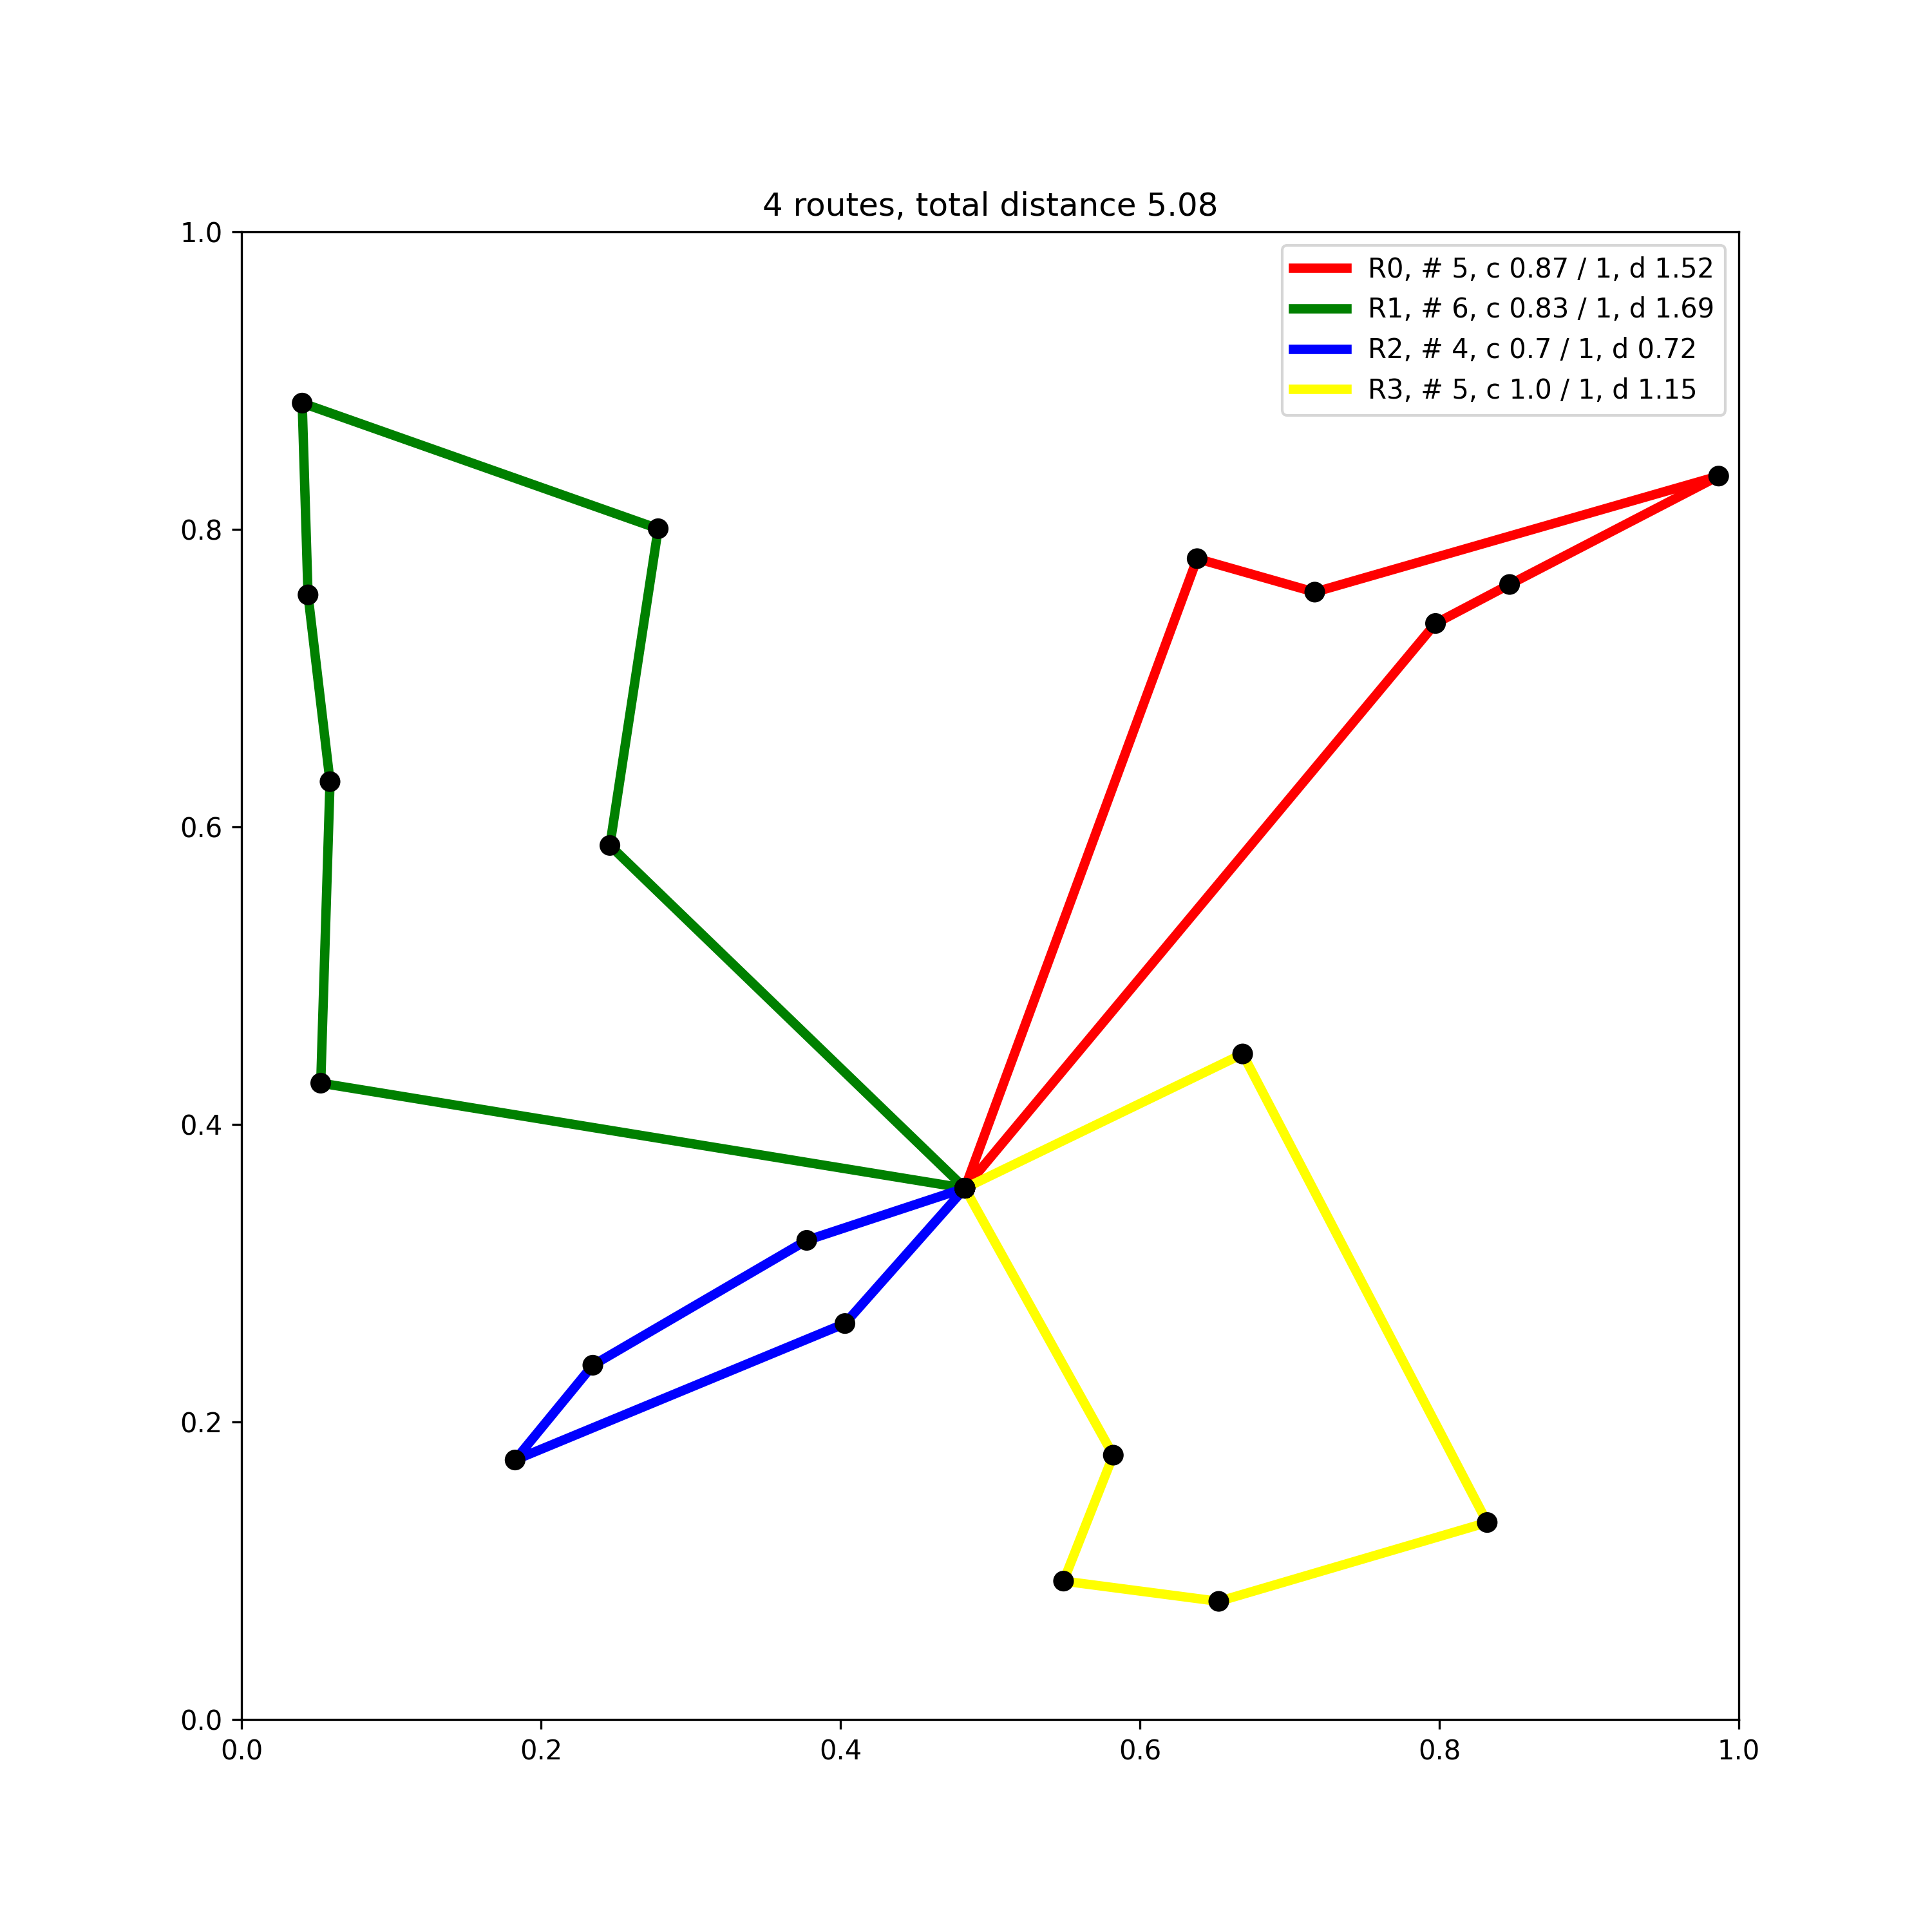 4 routes, total distance 5.08
R0, # 5, c 0.87 / 1, d 1.52
R1, # 6, c 0.83 / 1, d 1.69
R2, # 4, c 0.7 / 1, d 0.72
R3, # 5, c 1.0 / 1, d 1.15
1.0
0.8
0.6
0.4
0.2
0.0
0.0 0.2 0.4 0.6 0.8 1.0